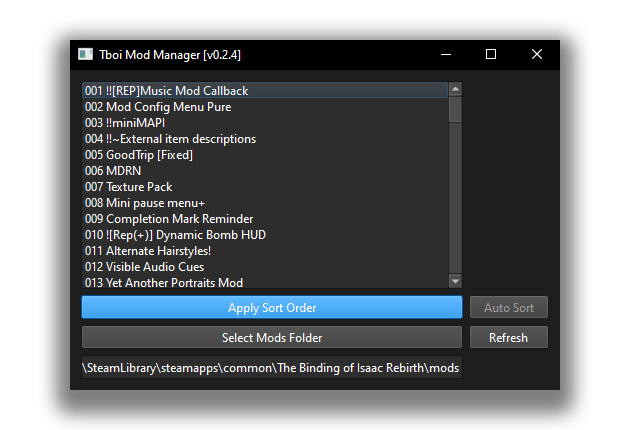 Tboi Mod Manager [v0.2.4]
001 !![REP]Music Mod Callback
002 Mod Config Menu Pure
003 !!miniMAPI
004 !!~External item descriptions
005 GoodTrip [Fixed]
006 MDRN
007 Texture Pack
008 Mini pause menu+
009 Completion Mark Reminder
010 ![Rep(+)] Dynamic Bomb HUD
011 Alternate Hairstyles!
012 Visible Audio Cues
013 Yet Another Portraits Mod
Apply Sort Order
Auto Sort
Select Mods Folder
Refresh
\SteamLibrary\steamapps\common\The Binding of Isaac Rebirth\mods